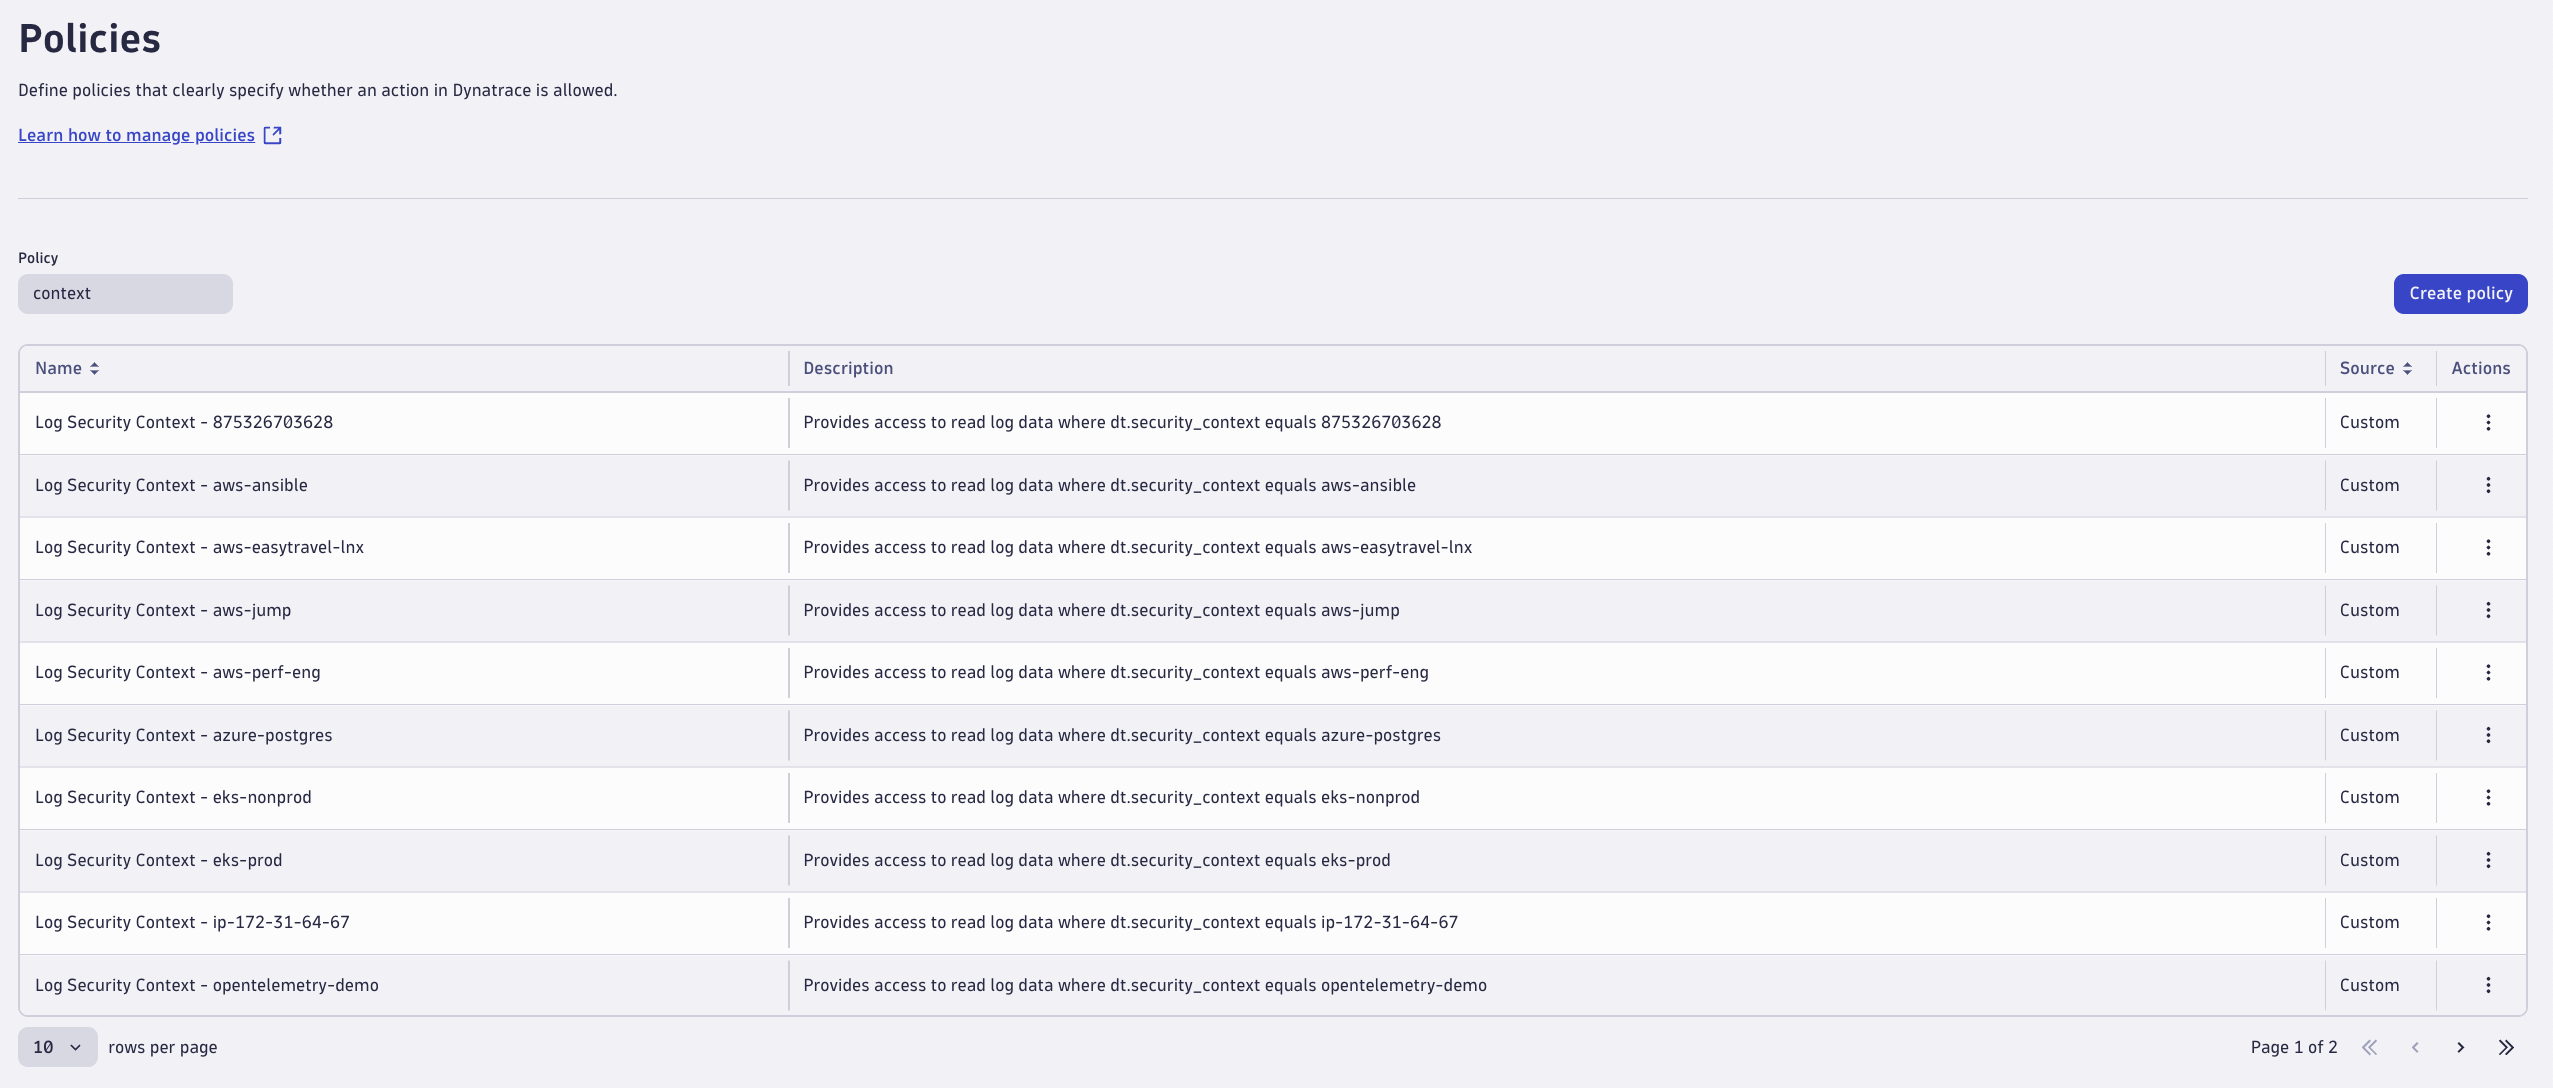 Policies
Define policies that clearly specify whether an action in Dynatrace is allowed.
Learn how to manage policies
Policy
context
Create policy
Name Description Source Actions
Log Security Context - 875326703628 Provides access to read log data where dt.security_context equals 875326703628 Custom
Log Security Context - aws-ansible Provides access to read log data where dt.security_context equals aws-ansible Custom
Log Security Context - aws-easytravel-lnx Provides access to read log data where dt.security_context equals aws-easytravel-lnx Custom
Log Security Context - aws-jump Provides access to read log data where dt.security_context equals aws-jump Custom
Log Security Context - aws-perf-eng Provides access to read log data where dt.security_context equals aws-perf-eng Custom
Log Security Context - azure-postgres Provides access to read log data where dt.security_context equals azure-postgres Custom
Log Security Context - eks-nonprod Provides access to read log data where dt.security_context equals eks-nonprod Custom
Log Security Context - eks-prod Provides access to read log data where dt.security_context equals eks-prod Custom
Log Security Context - ip-172-31-64-67 Provides access to read log data where dt.security_context equals ip-172-31-64-67 Custom
Log Security Context - opentelemetry-demo Provides access to read log data where dt.security_context equals opentelemetry-demo Custom
10 rows per page Page 1 of 2